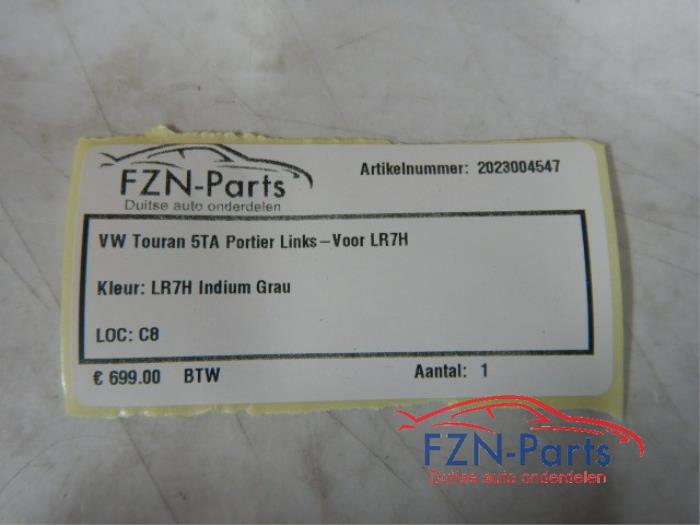 FZN-Parts
Duitse auto onderdelen
Artikelnummer: 2023004547
VW Touran 5TA Portier Links-Voor LR7H
Kleur: LR7H Indium Grau
LOC: C8
€ 699.00 BTW
Aantal: 1
FZN-Parts
Duitse auto onderdelen